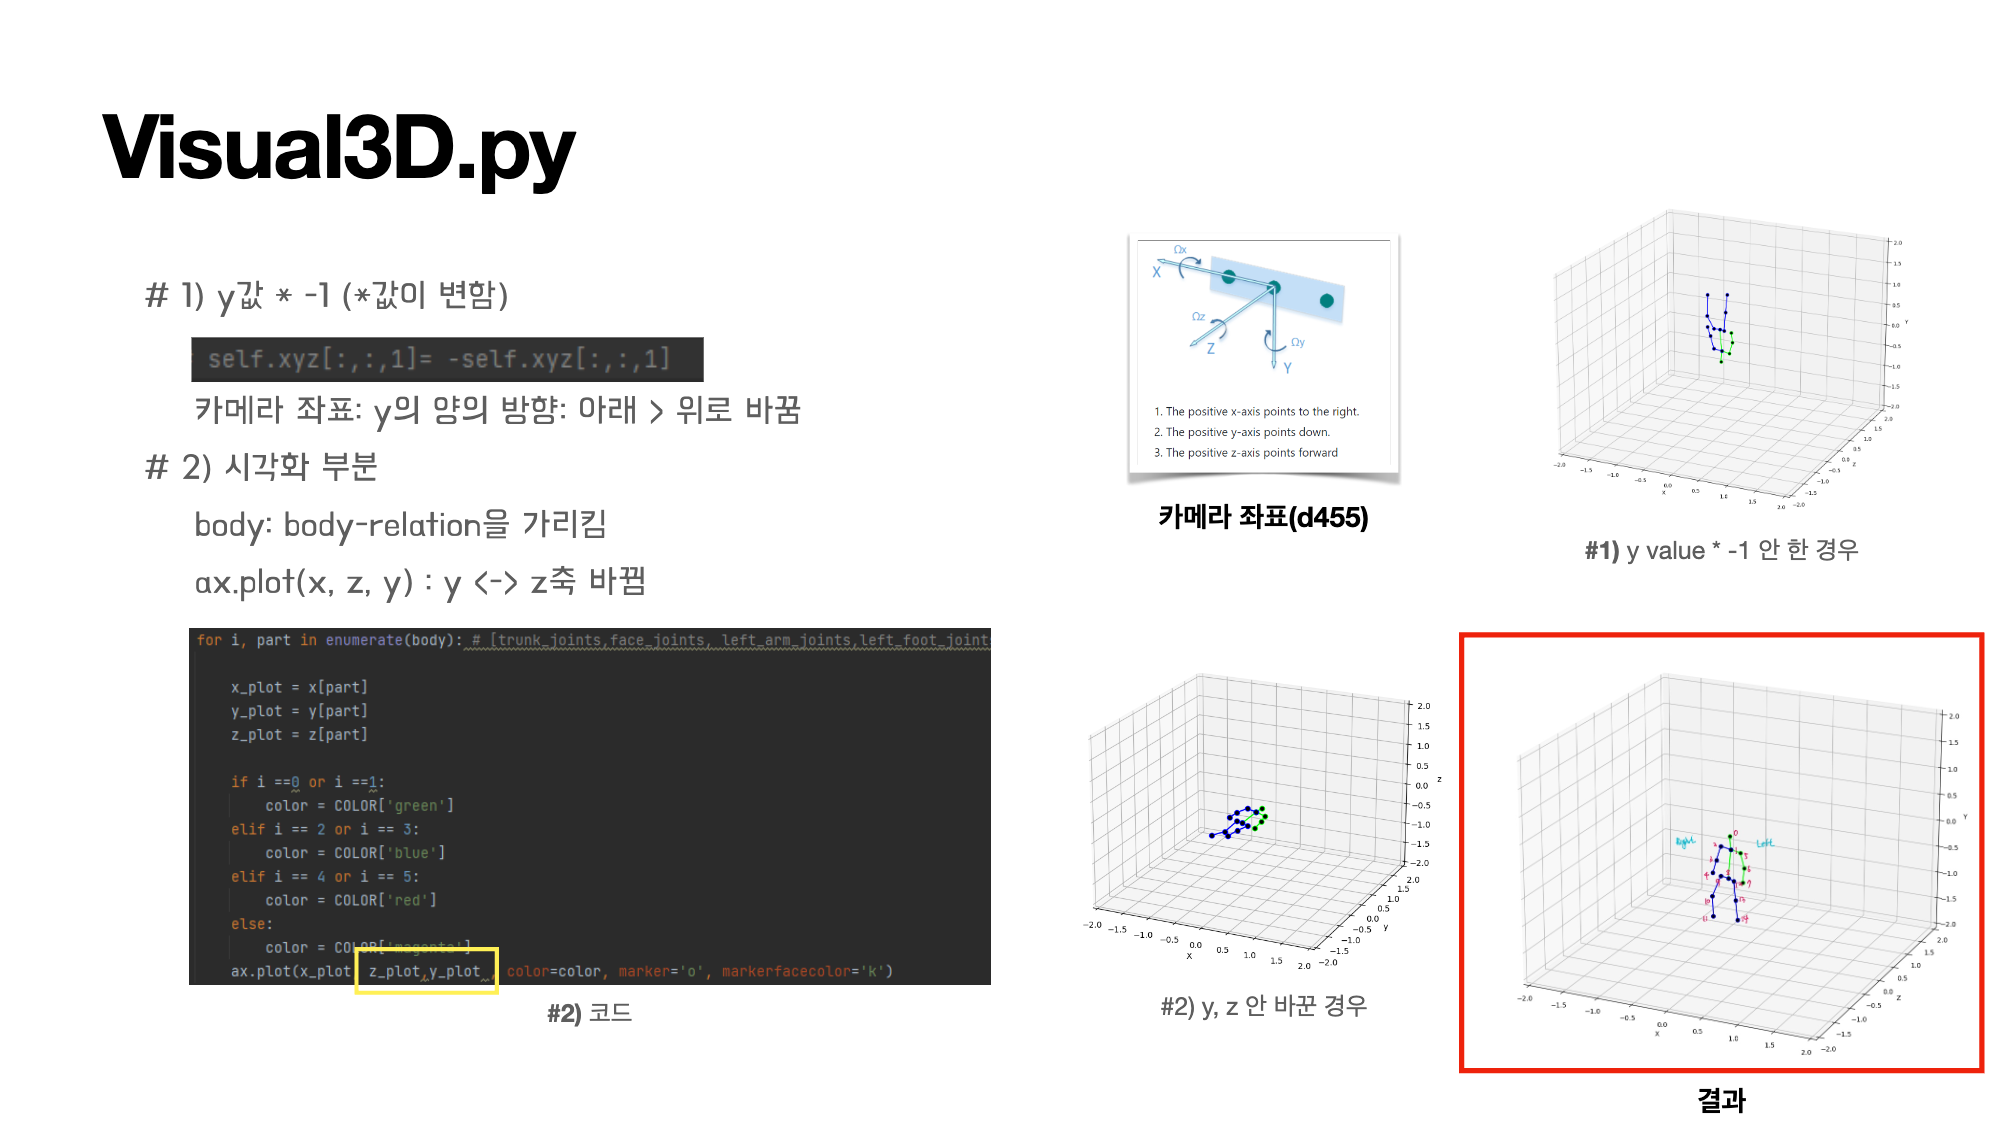 Visual3D.py
# 1) y값 * -1 (*값이 변함)
self.xyz[:,:,1]= -self.xyz[:,:,1]
카메라 좌표: y의 양의 방향: 아래 > 위로 바꿈
# 2) 시각화 부분
body: body-relation을 가리킴
ax.plot(x, z, y) : y <-> z축 바뀜
for i, part in enumerate(body): # [trunk_joints,face_joints, left_arm_joints,left_foot_joint
x_plot = x[part]
y_plot = y[part]
z_plot = z[part]
if i ==0 or i ==1:
color = COLOR['green']
elif i == 2 or i == 3:
color = COLOR['blue']
elif i == 4 or i == 5:
color = COLOR['red']
else:
color = COLOR['magenta']
ax.plot(x_plot, z_plot,y_plot, color=color, marker='o', markerfacecolor='k')
#2) 코드
Ωx
X
Ωz
Z
Ωy
Y
1. The positive x-axis points to the right.
2. The positive y-axis points down.
3. The positive z-axis points forward
카메라 좌표(d455)
2.0
1.5
1.0
0.5
0.0 Y
-0.5
-1.0
-1.5
-2.0
2.0
1.5
1.0
0.5
0.0
Z
-0.5
-1.0
-1.5
-2.0
-2.0 -1.5 -1.0 -0.5 0.0 0.5 1.0 1.5 2.0
X
#1) y value * -1 안 한 경우
2.0
1.5
1.0
0.5
0.0
-0.5
-1.0
-1.5
-2.0
z
2.0
1.5
1.0
0.5
0.0
-0.5
-1.0
-1.5
-2.0
y
-2.0 -1.5 -1.0 -0.5 0.0 0.5 1.0 1.5 2.0
X
#2) y, z 안 바꾼 경우
2.0
1.5
1.0
0.5
0.0 Y
-0.5
-1.0
-1.5
-2.0
Right
Left
0
2.0
1.5
1.0
0.5
0.0
Z
-0.5
-1.0
-1.5
-2.0
-2.0 -1.5 -1.0 -0.5 0.0 0.5 1.0 1.5 2.0
X
결과